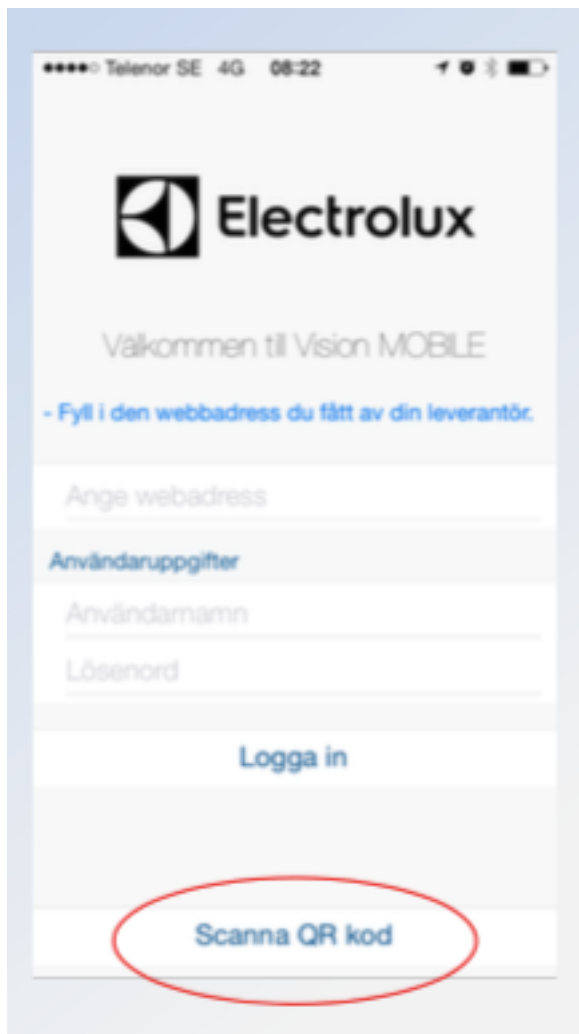 Telenor SE 4G 08:22
Electrolux
Välkommen till Vision MOBILE
- Fyll i den webbadress du fått av din leverantör.
Ange webadress
Användaruppgifter
Användarnamn
Lösenord
Logga in
Scanna QR kod